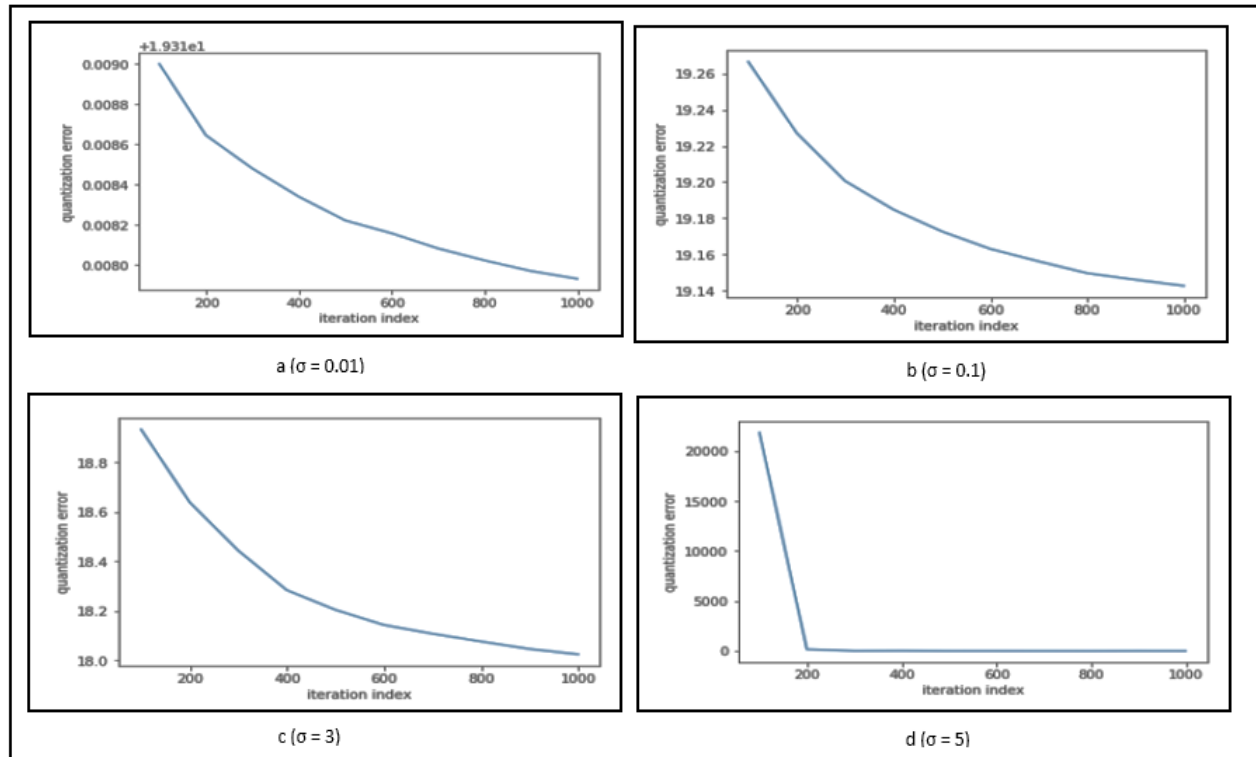 +1.931e1
0.0090
0.0088
0.0086
0.0084
0.0082
0.0080
quantization error
200 400 600 800 1000
iteration index
a (σ = 0.01)
19.26
19.24
19.22
19.20
19.18
19.16
19.14
quantization error
200 400 600 800 1000
iteration index
b (σ = 0.1)
18.8
18.6
18.4
18.2
18.0
quantization error
200 400 600 800 1000
iteration index
c (σ = 3)
20000
15000
10000
5000
0
quantization error
200 400 600 800 1000
iteration index
d (σ = 5)